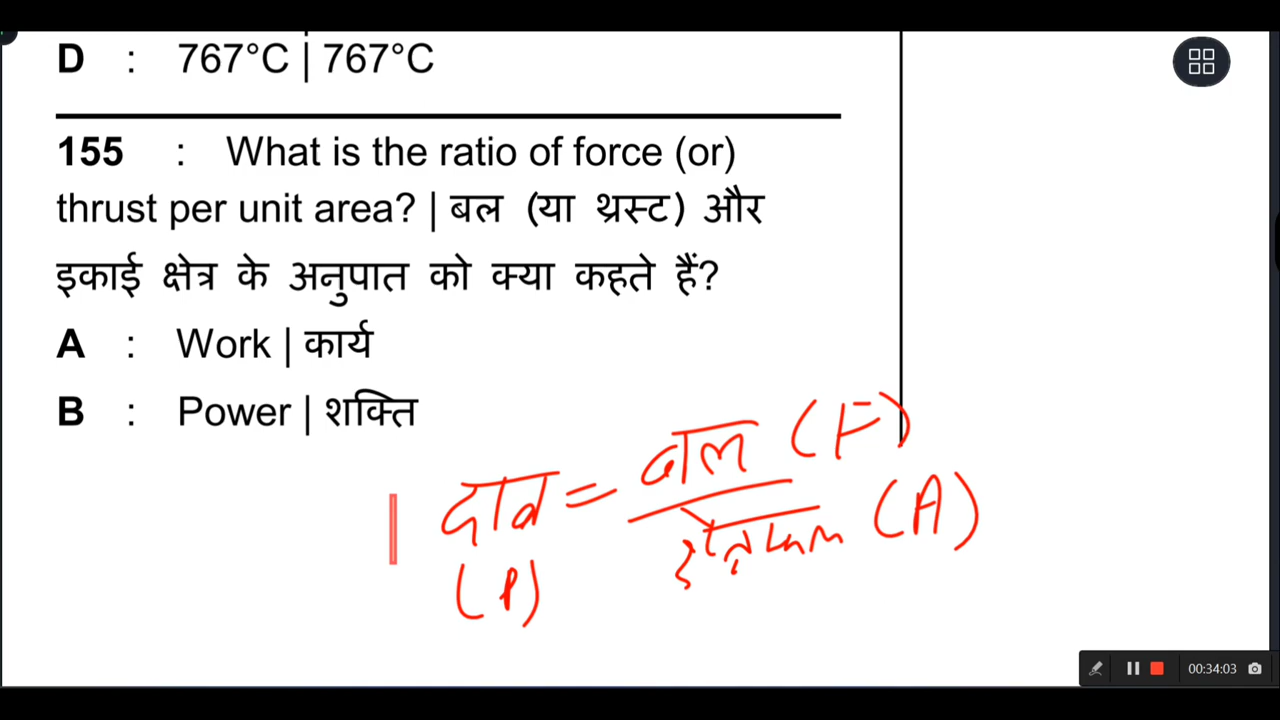 D : 767°C | 767°C
155 : What is the ratio of force (or)
thrust per unit area? | बल (या थ्रस्ट) और
इकाई क्षेत्र के अनुपात को क्या कहते हैं?
A : Work | कार्य
B : Power | शक्ति
दाब = बल (F)
क्षेत्रफल (A)
(P)
00:34:03